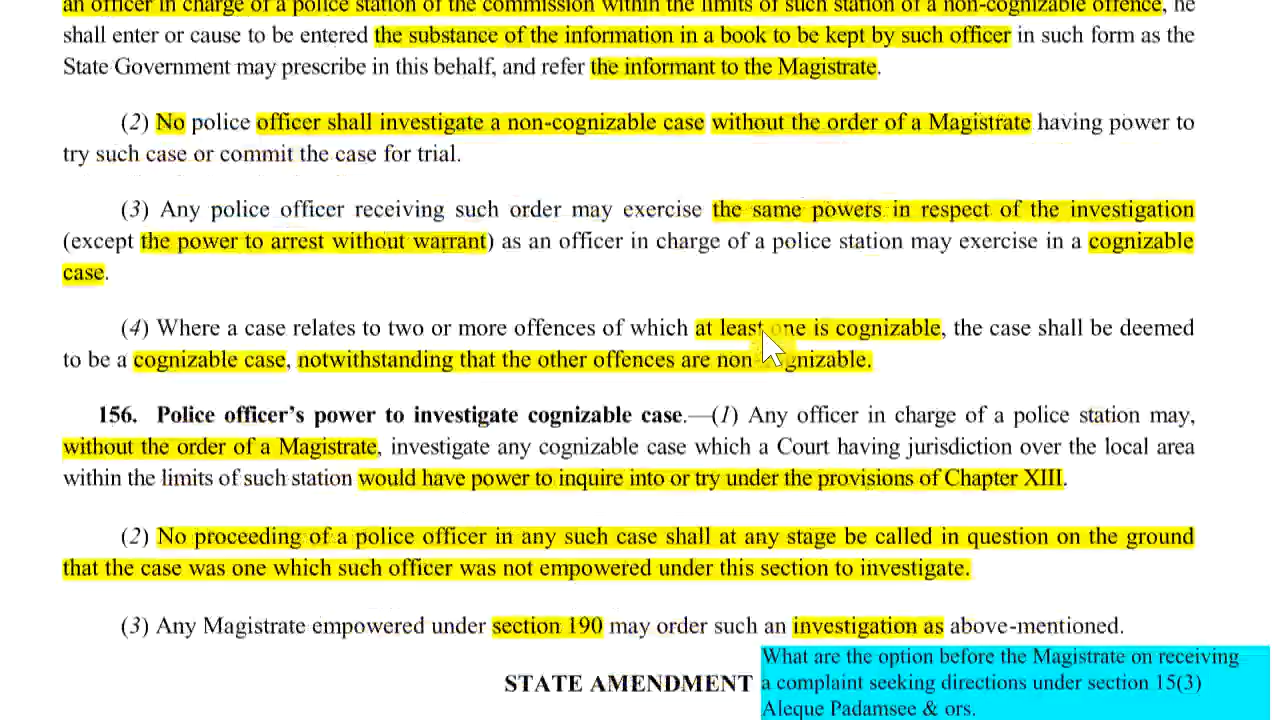 an officer in charge of a police station of the commission within the limits of such station of a non-cognizable offence, he
shall enter or cause to be entered the substance of the information in a book to be kept by such officer in such form as the
State Government may prescribe in this behalf, and refer the informant to the Magistrate.
(2) No police officer shall investigate a non-cognizable case without the order of a Magistrate having power to
try such case or commit the case for trial.
(3) Any police officer receiving such order may exercise the same powers in respect of the investigation
(except the power to arrest without warrant) as an officer in charge of a police station may exercise in a cognizable
case.
(4) Where a case relates to two or more offences of which at least one is cognizable, the case shall be deemed
to be a cognizable case, notwithstanding that the other offences are non-cognizable.
156. Police officer's power to investigate cognizable case.—(1) Any officer in charge of a police station may,
without the order of a Magistrate, investigate any cognizable case which a Court having jurisdiction over the local area
within the limits of such station would have power to inquire into or try under the provisions of Chapter XIII.
(2) No proceeding of a police officer in any such case shall at any stage be called in question on the ground
that the case was one which such officer was not empowered under this section to investigate.
(3) Any Magistrate empowered under section 190 may order such an investigation as above-mentioned.
STATE AMENDMENT
What are the option before the Magistrate on receiving
a complaint seeking directions under section 15(3)
Aleque Padamsee & ors.